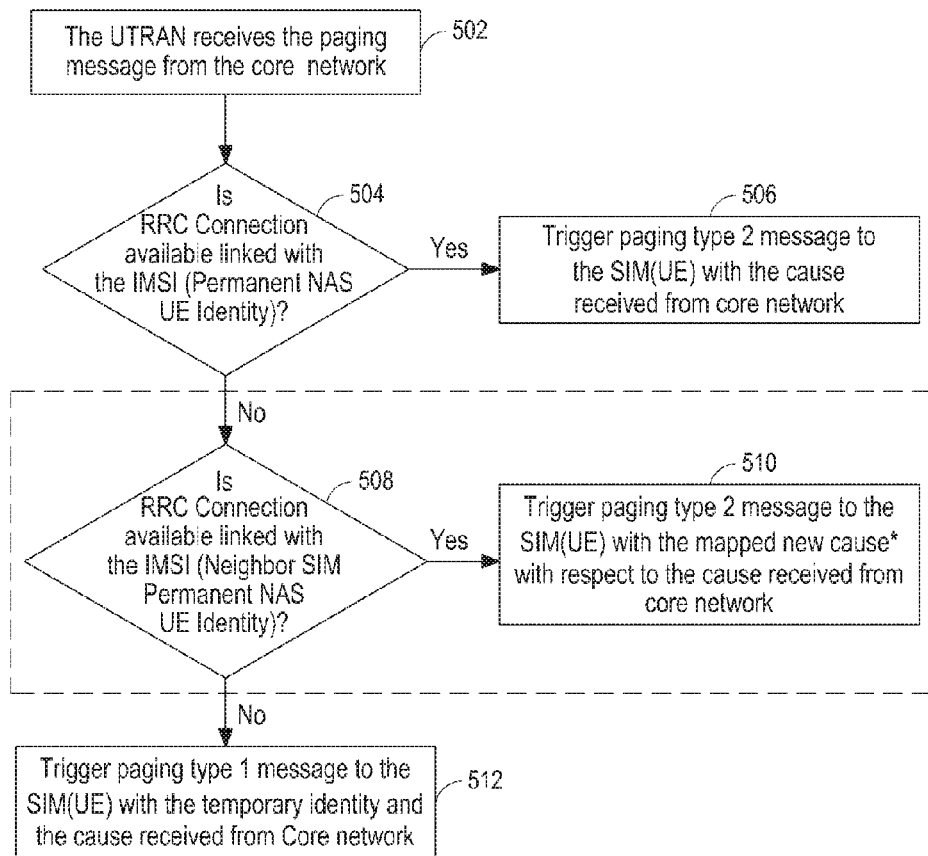 The UTRAN receives the paging
message from the core network
502
Is
RRC Connection
available linked with
the IMSI (Permanent NAS
UE Identity)?
504
Yes
506
Trigger paging type 2 message to
the SIM(UE) with the cause
received from core network
No
Is
RRC Connection
available linked with
the IMSI (Neighbor SIM
Permanent NAS
UE Identity)?
508
Yes
510
Trigger paging type 2 message to the
SIM(UE) with the mapped new cause*
with respect to the cause received from
core network
No
Trigger paging type 1 message to the
SIM(UE) with the temporary identity and
the cause received from Core network
512